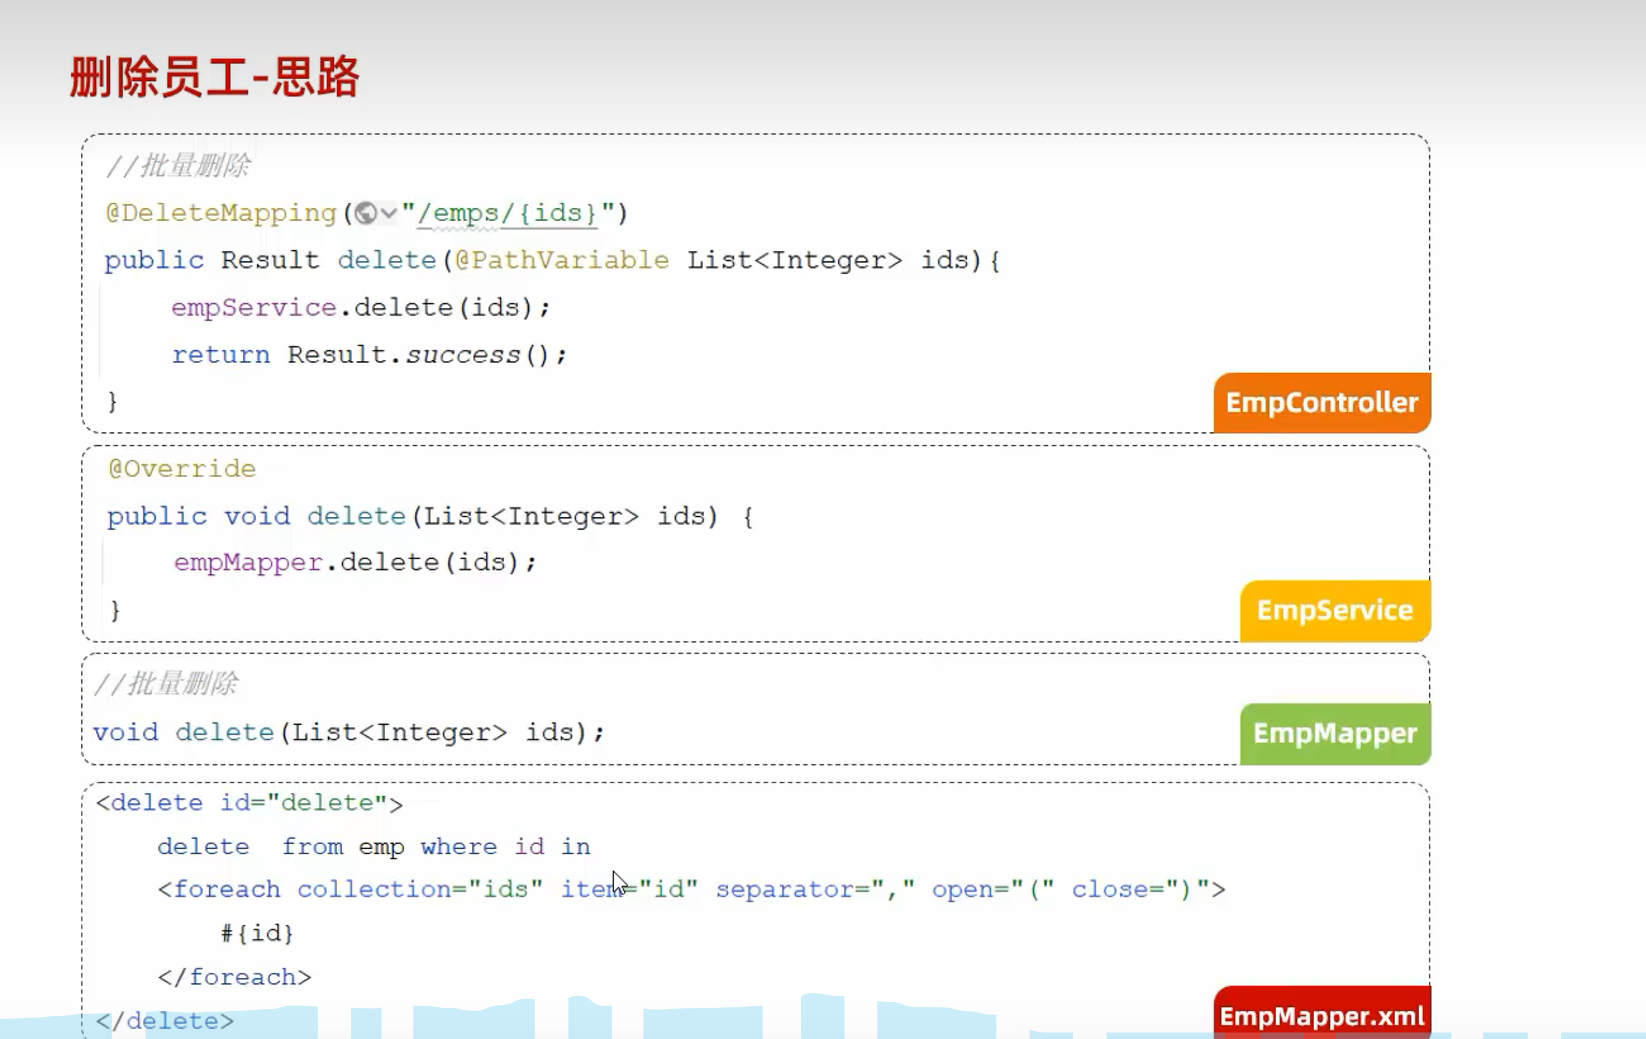 删除员工-思路
//批量删除
@DeleteMapping("/emps/{ids}")
public Result delete(@PathVariable List<Integer> ids){
empService.delete(ids);
return Result.success();
}
EmpController
@Override
public void delete(List<Integer> ids) {
empMapper.delete(ids);
}
EmpService
//批量删除
void delete(List<Integer> ids);
EmpMapper
<delete id="delete">
delete  from emp where id in
<foreach collection="ids" item="id" separator="," open="(" close=")">
#{id}
</foreach>
</delete>
EmpMapper.xml